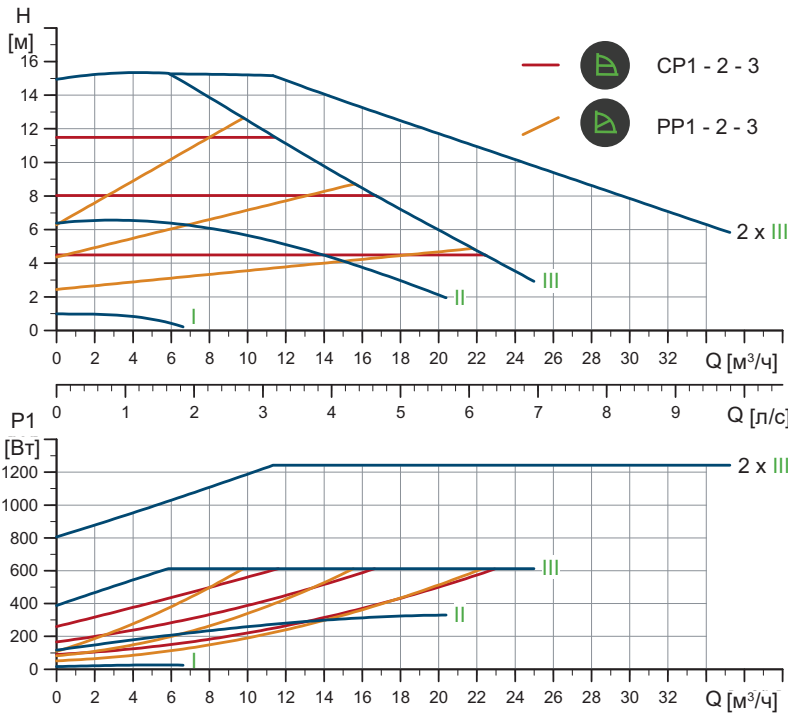 H
[м]
16
14
12
10
8
6
4
2
0
CP1 - 2 - 3
PP1 - 2 - 3
2 x III
III
II
I
0 2 4 6 8 10 12 14 16 18 20 22 24 26 28 30 32 Q [м³/ч]
0 1 2 3 4 5 6 7 8 9 Q [л/с]
P1
[Вт]
1200
1000
800
600
400
200
0
2 x III
III
II
I
0 2 4 6 8 10 12 14 16 18 20 22 24 26 28 30 32 Q [м³/ч]